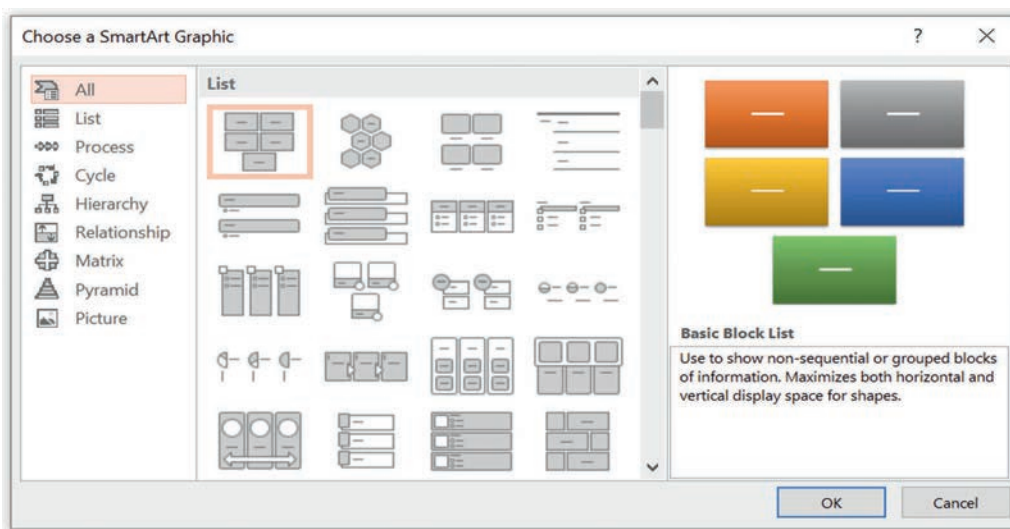 Choose a SmartArt Graphic
?
All
List
Process
Cycle
Hierarchy
Relationship
Matrix
Pyramid
Picture
List
Basic Block List
Use to show non-sequential or grouped blocks
of information. Maximizes both horizontal and
vertical display space for shapes.
OK
Cancel